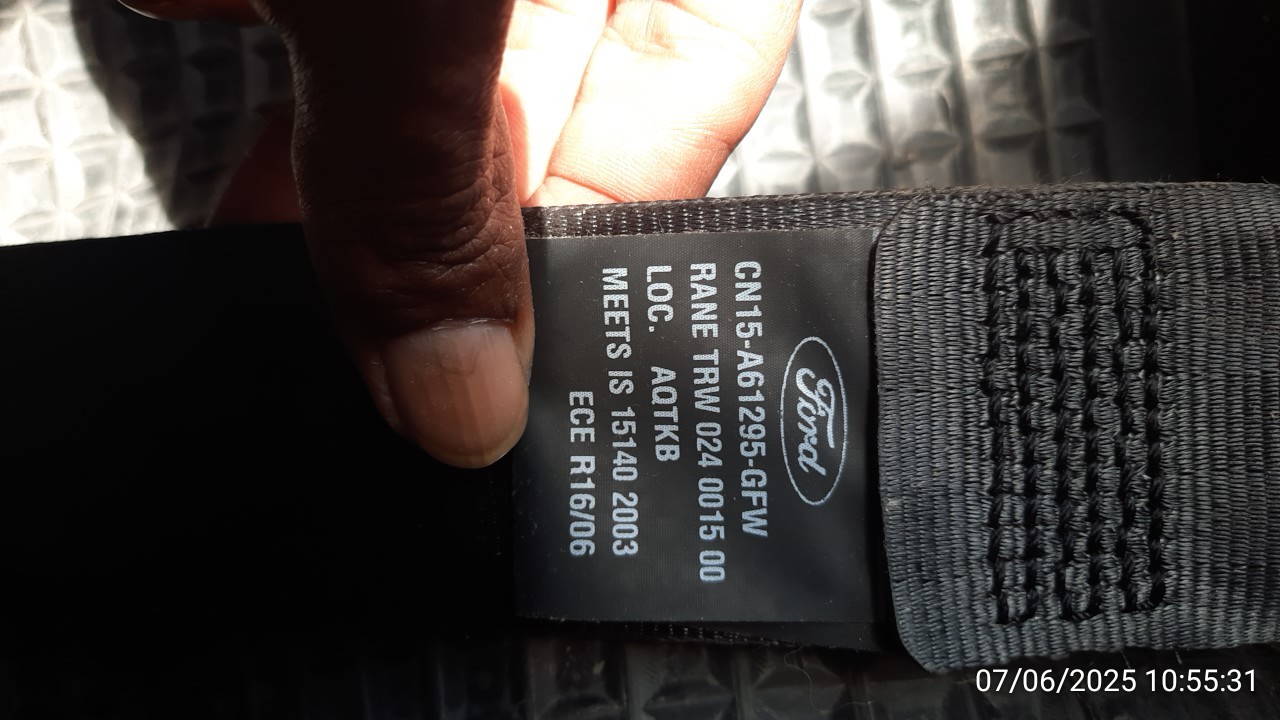 Ford
CN15-A61295-GFW
RANE TRW 024 0015 00
LOC. AQTKB
MEETS IS 15140 2003
ECE R16/06
07/06/2025 10:55:31